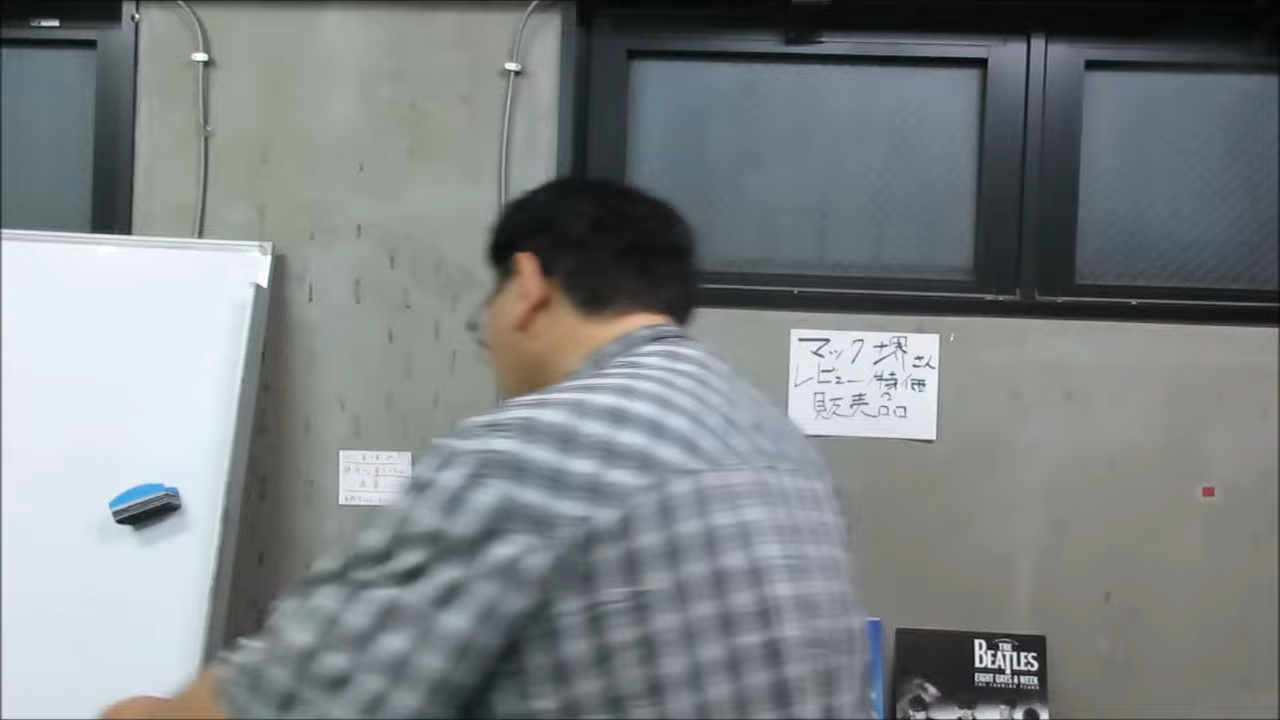 マック堺さん
レビュー特価
販売品
THE
BEATLES
EIGHT DAYS A WEEK
THE TOURING YEARS